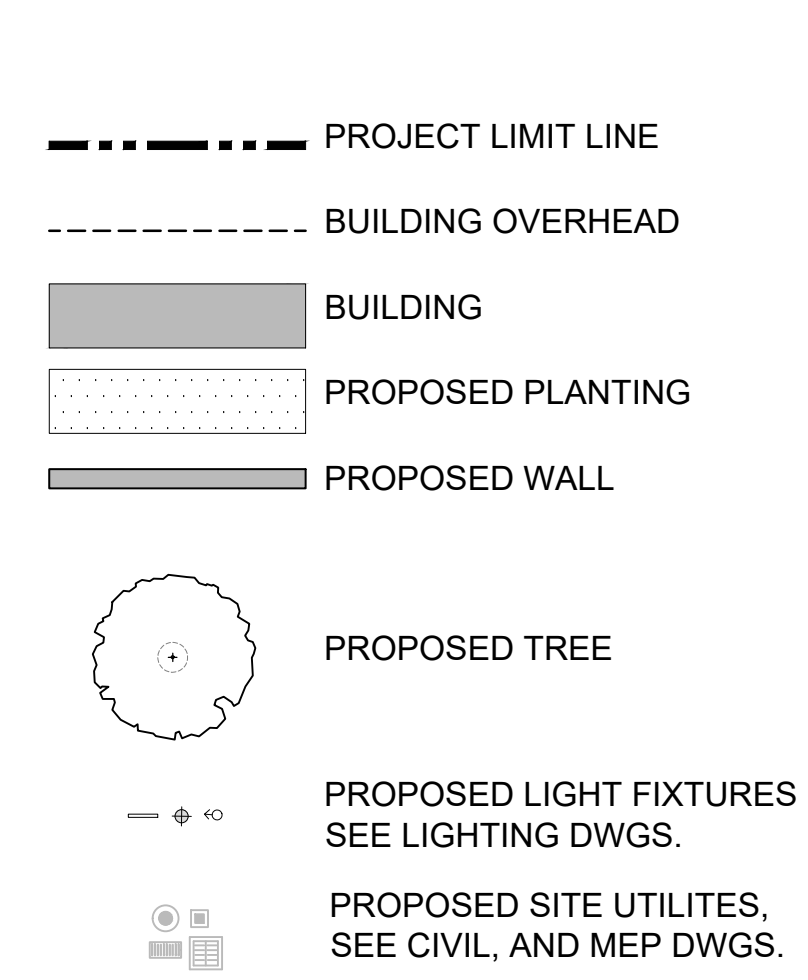 PROJECT LIMIT LINE
BUILDING OVERHEAD
BUILDING
PROPOSED PLANTING
PROPOSED WALL
PROPOSED TREE
PROPOSED LIGHT FIXTURES
SEE LIGHTING DWGS.
PROPOSED SITE UTILITES,
SEE CIVIL, AND MEP DWGS.